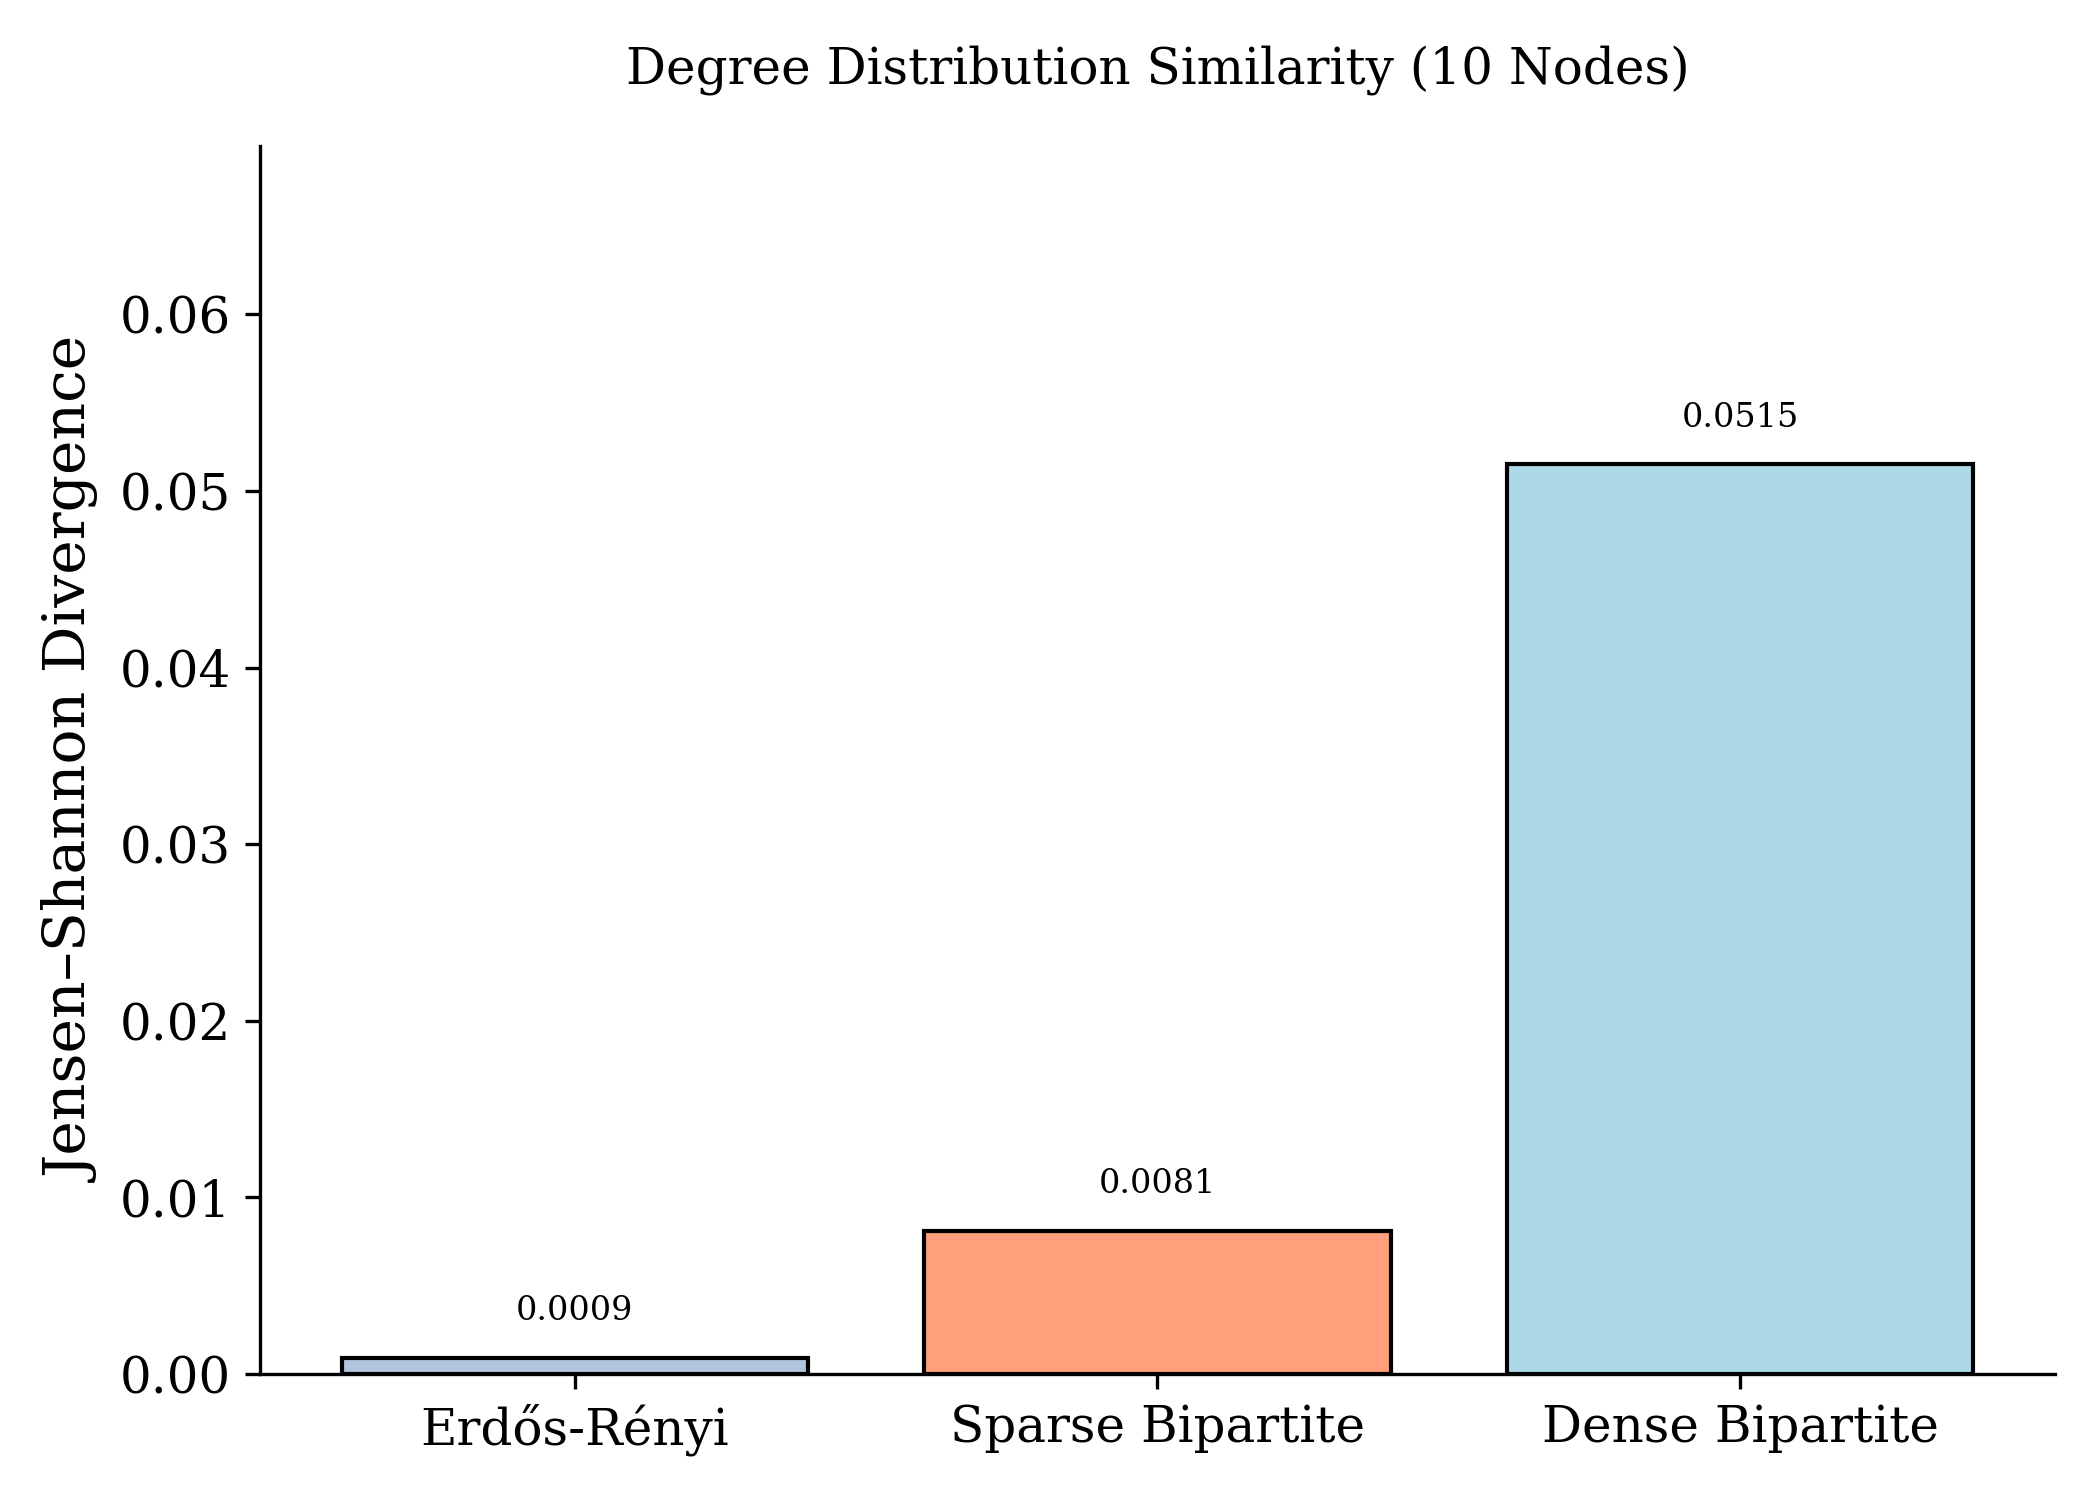 Degree Distribution Similarity (10 Nodes)
Jensen–Shannon Divergence
0.06
0.05
0.04
0.03
0.02
0.01
0.00
0.0009
0.0081
0.0515
Erdős-Rényi
Sparse Bipartite
Dense Bipartite